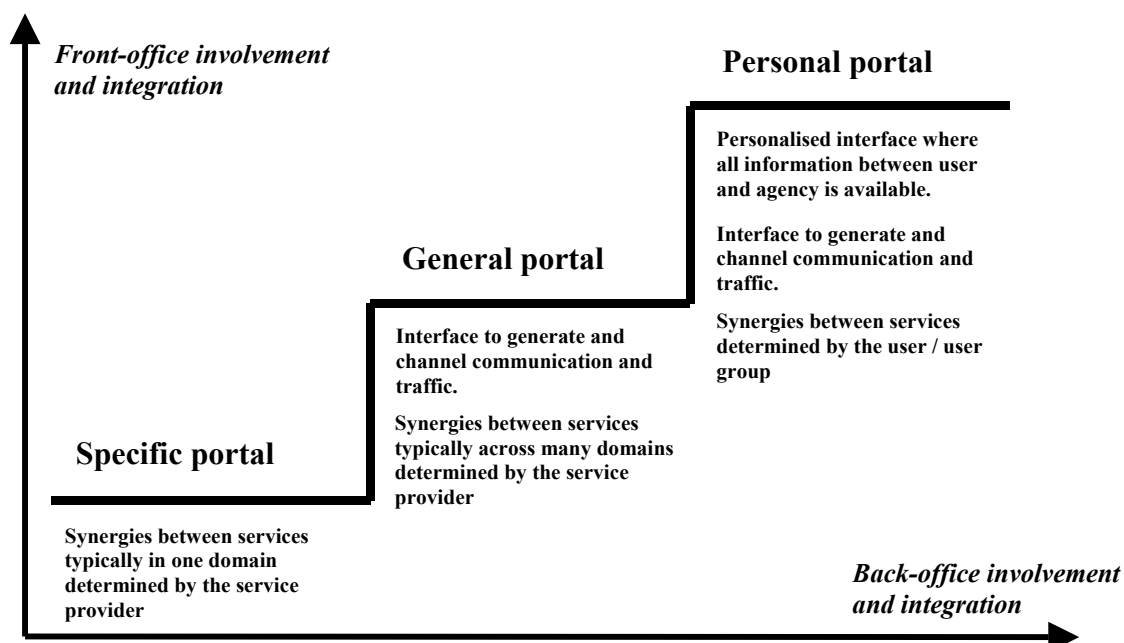 Front-office involvement
and integration
Personal portal
Personalised interface where
all information between user
and agency is available.
Interface to generate and
channel communication and
traffic.
Synergies between services
determined by the user / user
group
General portal
Interface to generate and
channel communication and
traffic.
Synergies between services
typically across many domains
determined by the service
provider
Specific portal
Synergies between services
typically in one domain
determined by the service
provider
Back-office involvement
and integration